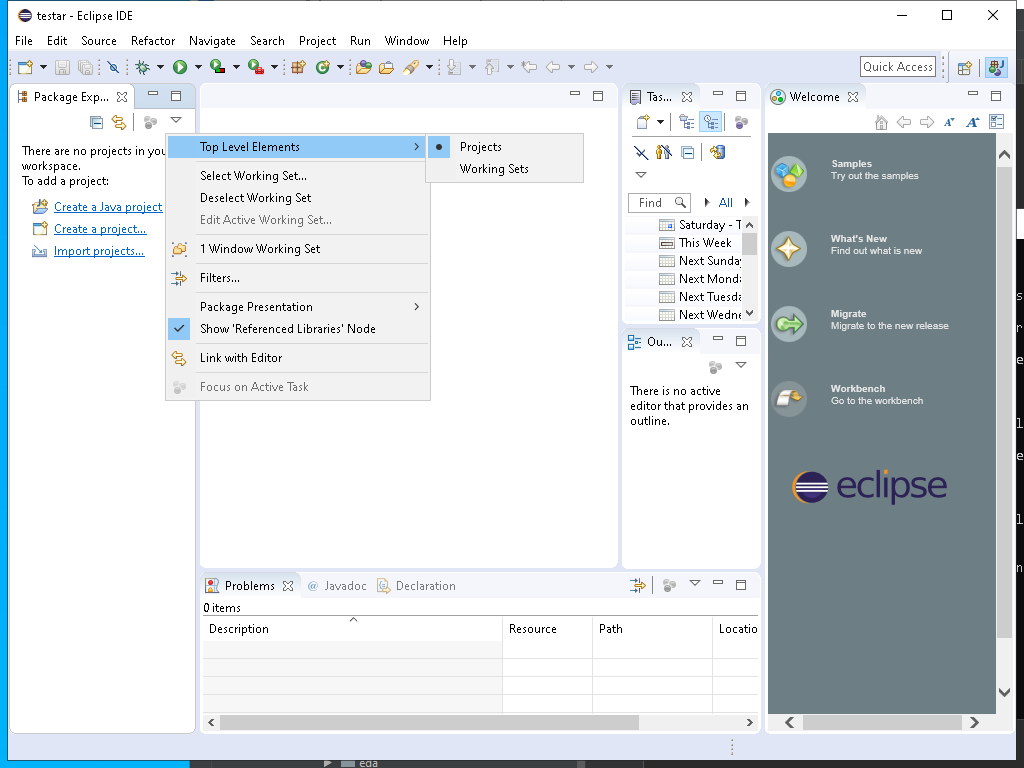 testar - Eclipse IDE
File Edit Source Refactor Navigate Search Project Run Window Help
Quick Access
Package Exp...
There are no projects in you
workspace.
To add a project:
Create a Java project
Create a project...
Import projects...
Top Level Elements
Select Working Set...
Deselect Working Set
Edit Active Working Set...
1 Window Working Set
Filters...
Package Presentation
Show 'Referenced Libraries' Node
Link with Editor
Focus on Active Task
Projects
Working Sets
Tas...
Find All
Saturday - T
This Week
Next Sunday
Next Monda
Next Tuesda
Next Wedne
Ou...
There is no active
editor that provides an
outline.
Welcome
Samples
Try out the samples
What's New
Find out what is new
Migrate
Migrate to the new release
Workbench
Go to the workbench
eclipse
Problems @ Javadoc Declaration
0 items
Description Resource Path Locatio
eda